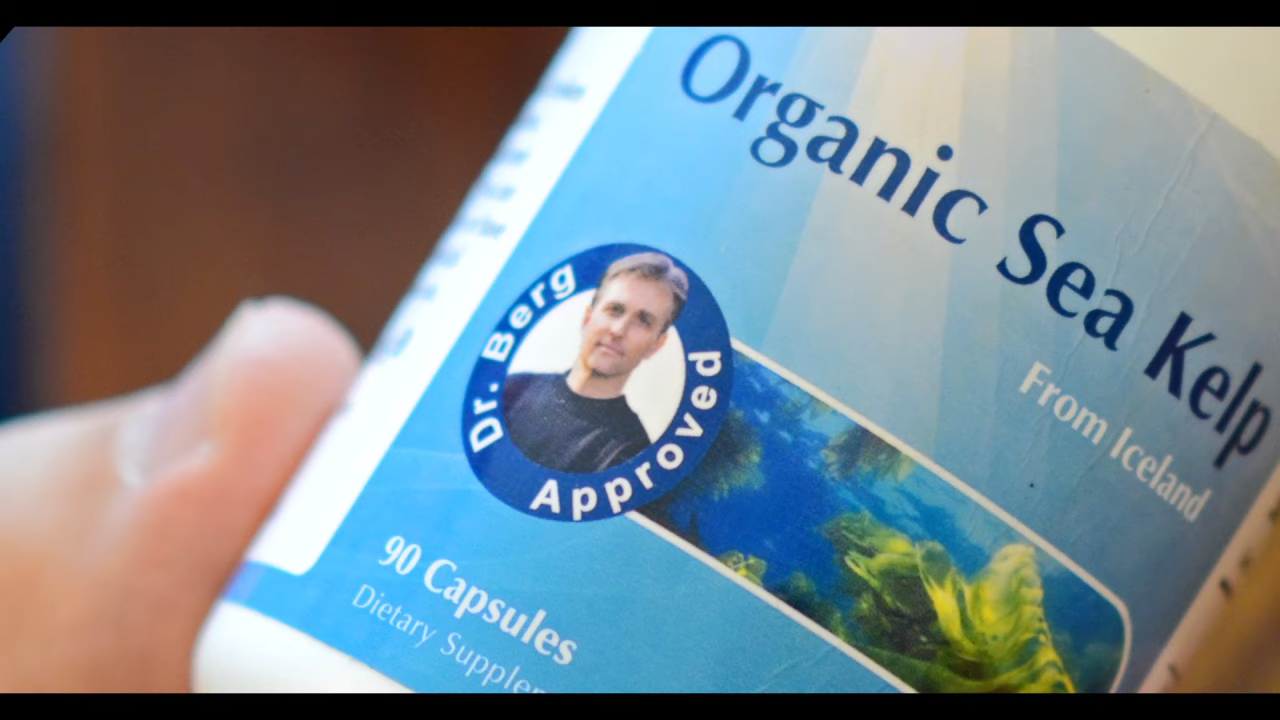 Organic Sea Kelp
From Iceland
Dr. Berg
Approved
90 Capsules
Dietary